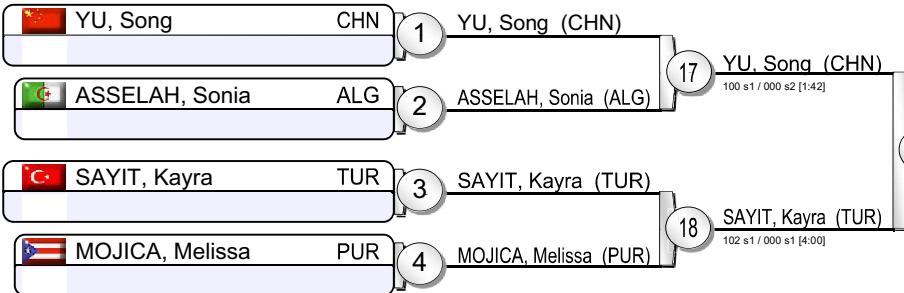 YU, Song CHN 1 YU, Song (CHN)
17 YU, Song (CHN)
100 s1 / 000 s2 [1:42]
ASSELAH, Sonia ALG 2 ASSELAH, Sonia (ALG)
SAYIT, Kayra TUR 3 SAYIT, Kayra (TUR)
18 SAYIT, Kayra (TUR)
102 s1 / 000 s1 [4:00]
MOJICA, Melissa PUR 4 MOJICA, Melissa (PUR)